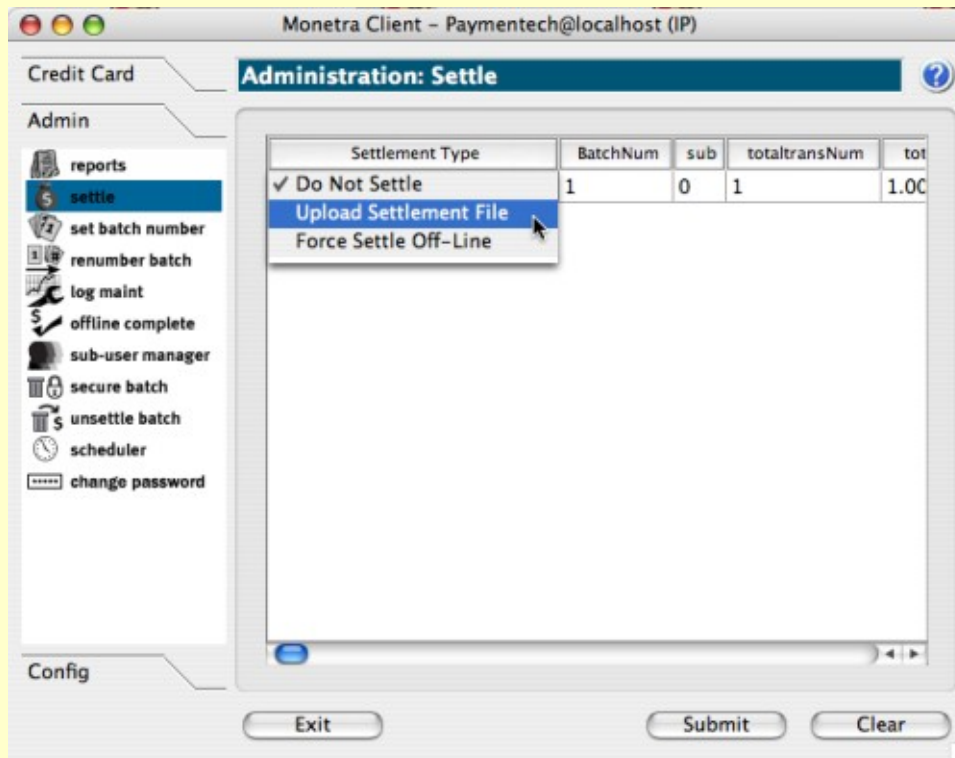 Monetra Client – Paymentech@localhost (IP)
Credit Card
Administration: Settle
?
Admin
reports
settle
set batch number
renumber batch
log maint
offline complete
sub-user manager
secure batch
unsettle batch
scheduler
change password
Config
Settlement Type BatchNum sub totaltransNum tot
✓ Do Not Settle 1 0 1 1.00
Upload Settlement File
Force Settle Off-Line
Exit Submit Clear